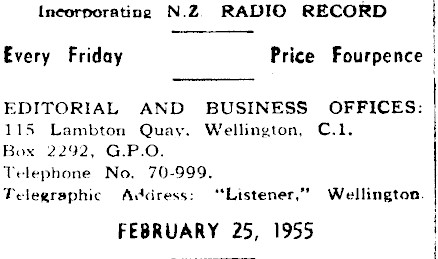 Incorporating N.Z. RADIO RECORD
Every Friday Price Fourpence
EDITORIAL AND BUSINESS OFFICES:
115 Lambton Quay, Wellington, C.1.
Box 2292, G.P.O.
Telephone No. 70-999.
Telegraphic Address: "Listener," Wellington.
FEBRUARY 25, 1955